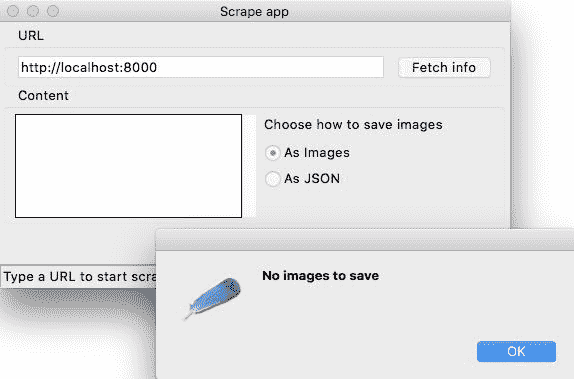 Scrape app
URL
http://localhost:8000
Fetch info
Content
Choose how to save images
As Images
As JSON
Type a URL to start scra
No images to save
OK